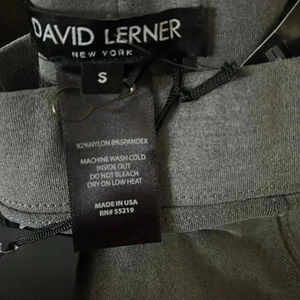 DAVID LERNER
NEW YORK
S
92%NYLON 8%SPANDEX
MACHINE WASH COLD
INSIDE OUT
DO NOT BLEACH
DRY ON LOW HEAT
MADE IN USA
RN# 55219